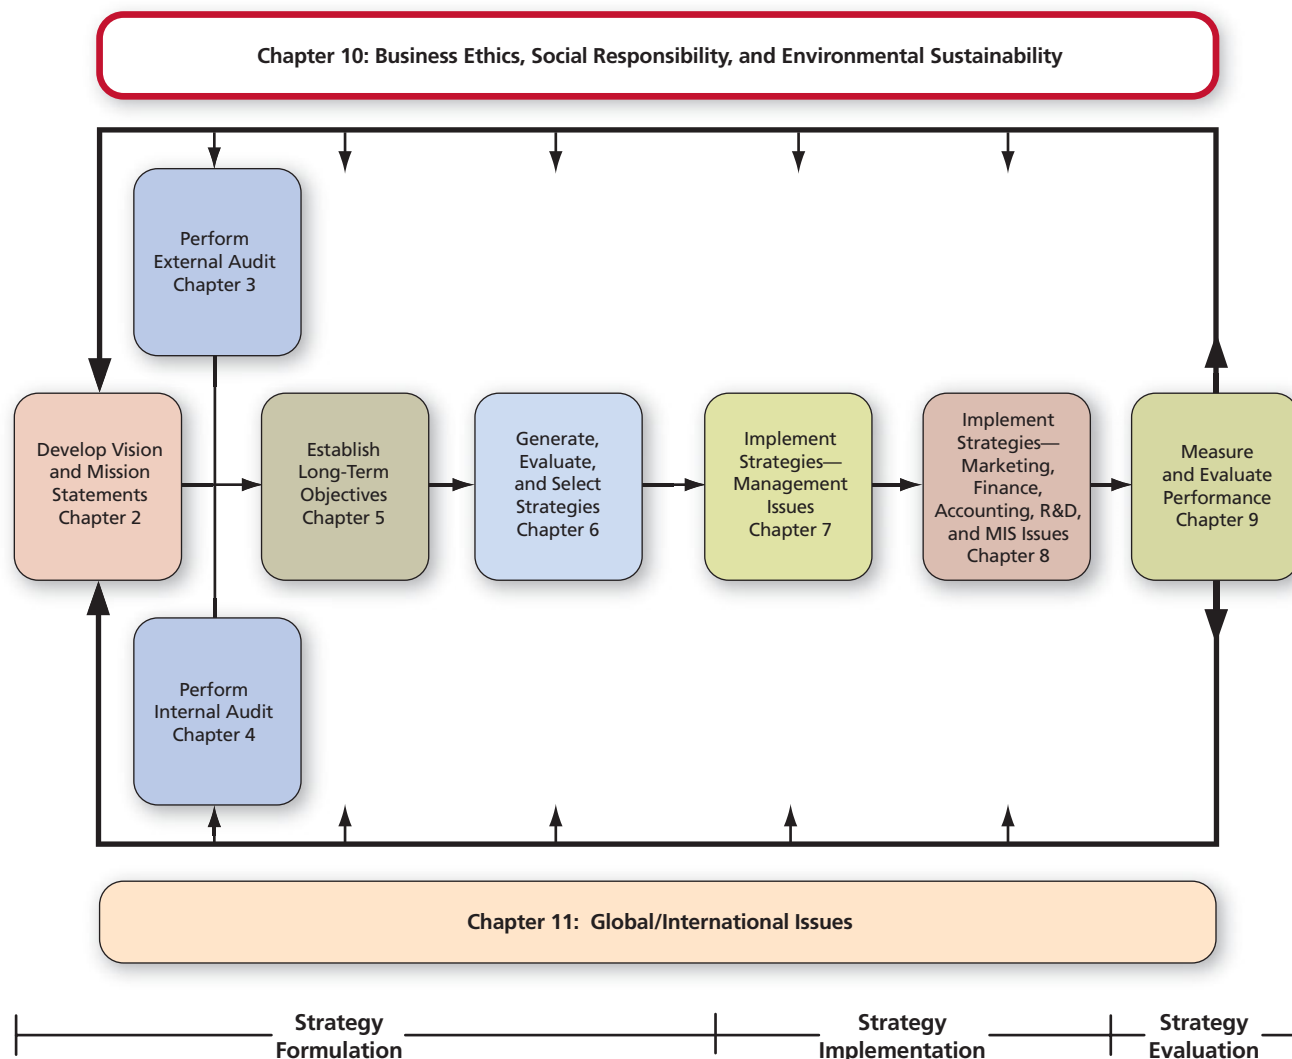 Chapter 10: Business Ethics, Social Responsibility, and Environmental Sustainability
Perform
External Audit
Chapter 3
Develop Vision
and Mission
Statements
Chapter 2
Establish
Long-Term
Objectives
Chapter 5
Generate,
Evaluate,
and Select
Strategies
Chapter 6
Implement
Strategies—
Management
Issues
Chapter 7
Implement
Strategies—
Marketing,
Finance,
Accounting, R&D,
and MIS Issues
Chapter 8
Measure
and Evaluate
Performance
Chapter 9
Perform
Internal Audit
Chapter 4
Chapter 11: Global/International Issues
Strategy
Formulation
Strategy
Implementation
Strategy
Evaluation